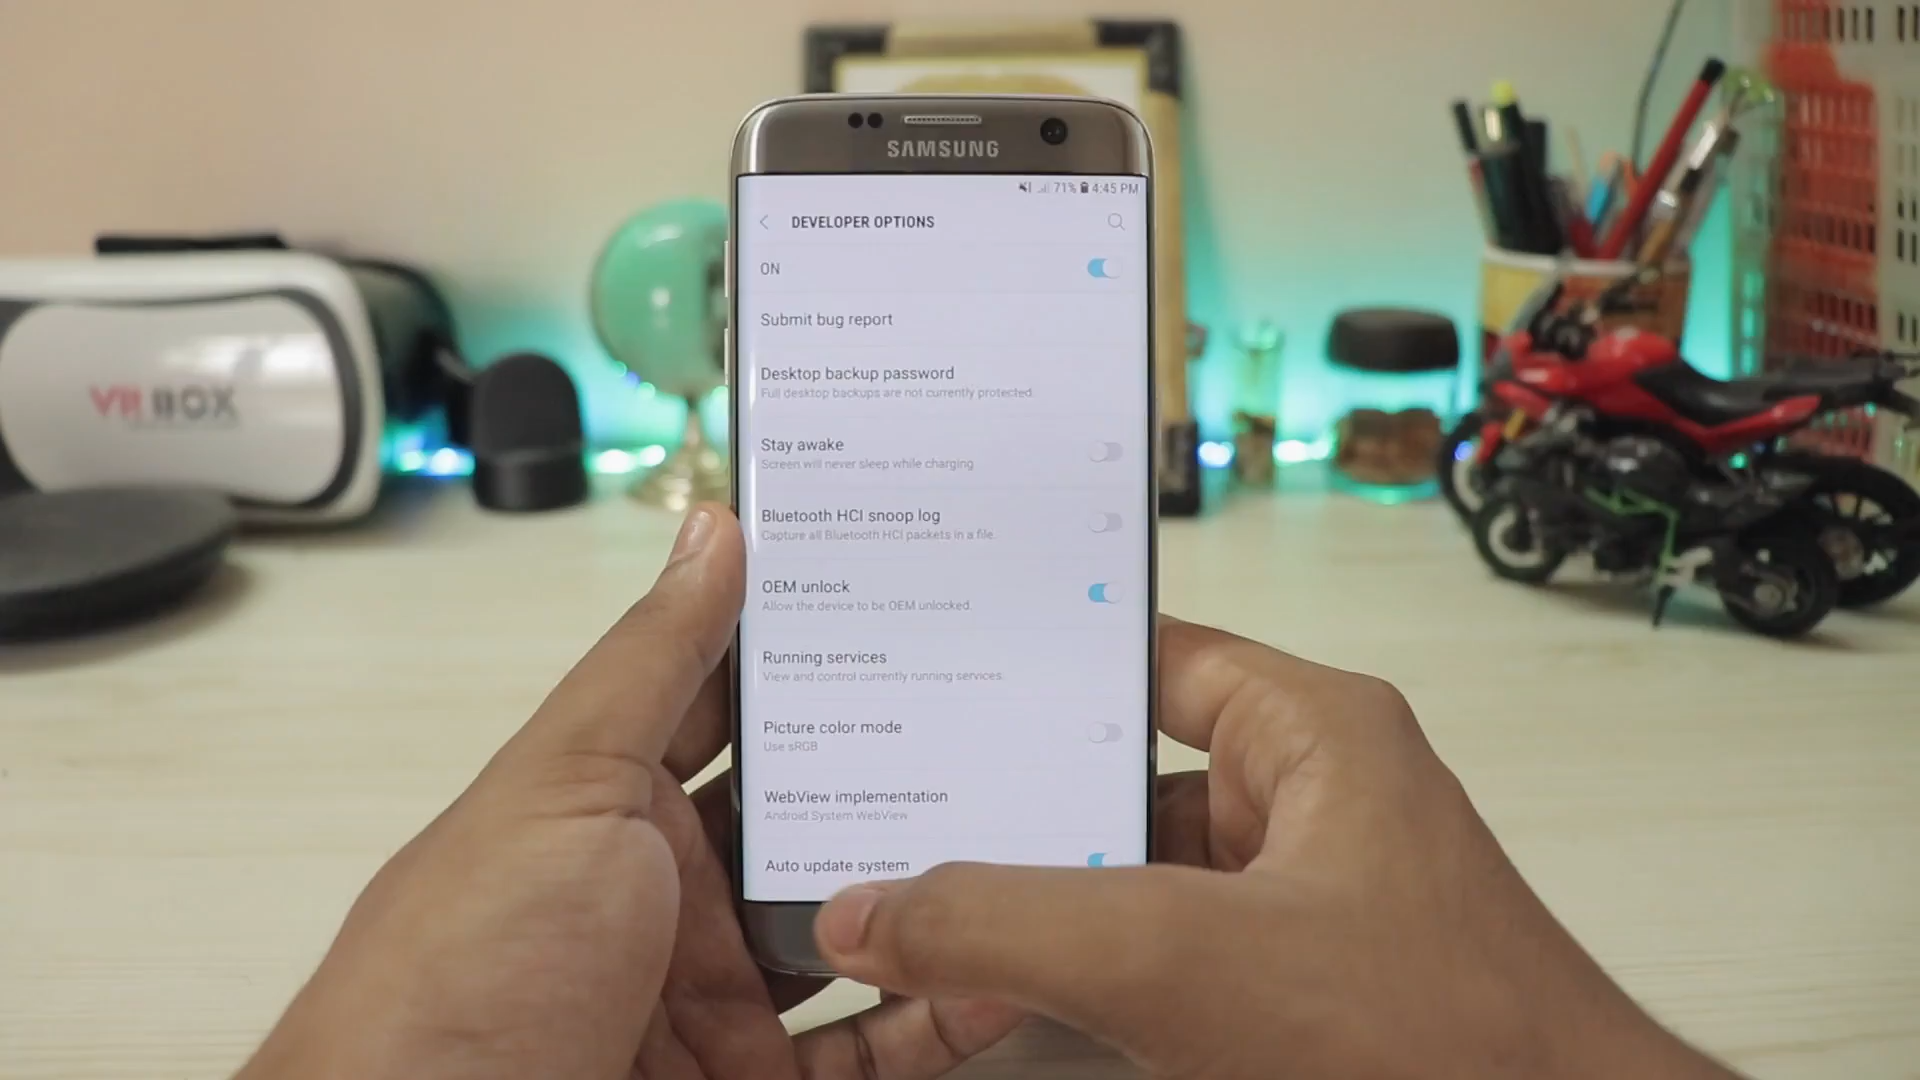 SAMSUNG
71% 4:45 PM
DEVELOPER OPTIONS
ON
Submit bug report
Desktop backup password
Full desktop backups are not currently protected.
Stay awake
Screen will never sleep while charging
Bluetooth HCI snoop log
Capture all Bluetooth HCI packets in a file.
OEM unlock
Allow the device to be OEM unlocked.
Running services
View and control currently running services.
Picture color mode
Use sRGB
WebView implementation
Android System WebView
Auto update system
VR BOX